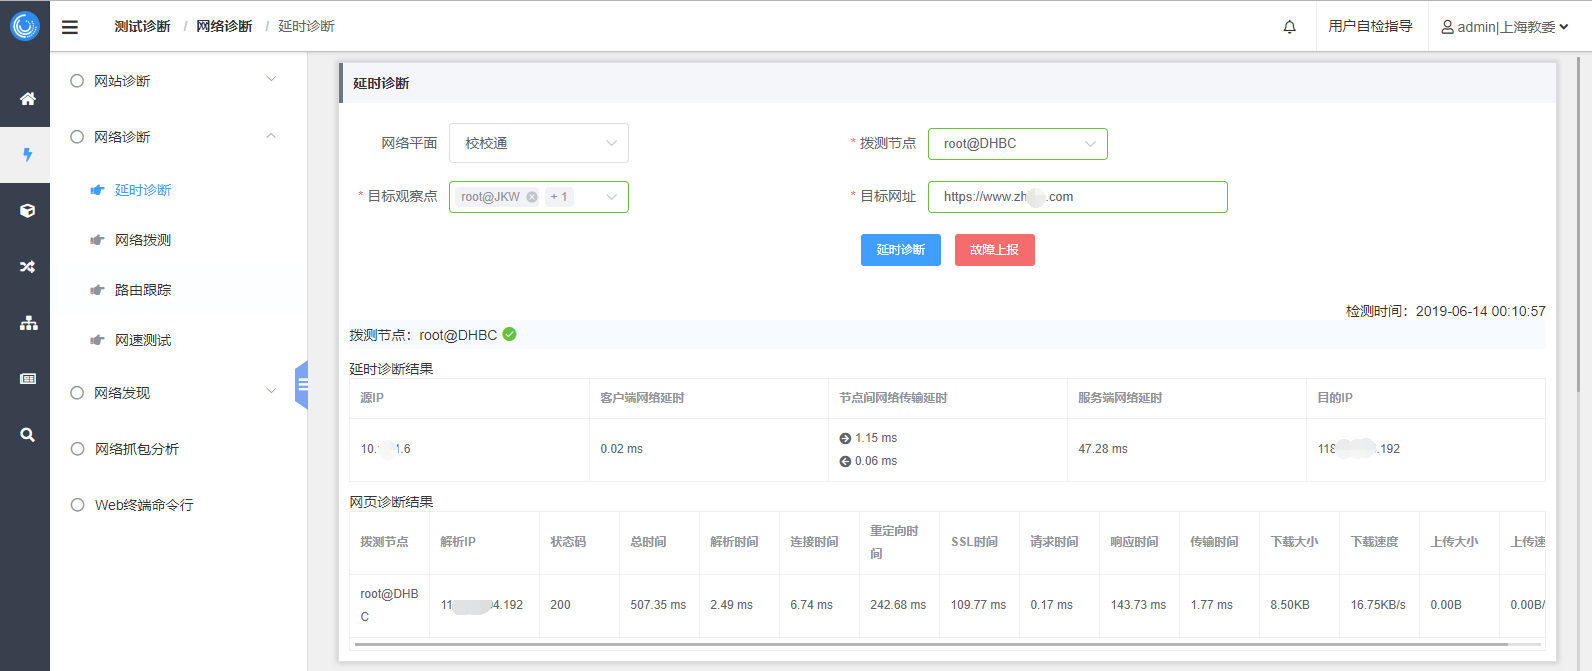 测试诊断 / 网络诊断 / 延时诊断
用户自检指导
admin|上海教委
网站诊断
网络诊断
延时诊断
网络拨测
路由跟踪
网速测试
网络发现
网络抓包分析
Web终端命令行
延时诊断
网络平面 校校通
* 拨测节点 root@DHBC
* 目标观察点 root@JKW + 1
* 目标网址 https://www.zh .com
延时诊断 故障上报
检测时间：2019-06-14 00:10:57
拨测节点：root@DHBC
延时诊断结果
源IP 客户端网络延时 节点间网络传输延时 服务端网络延时 目的IP
10. .6 0.02 ms 1.15 ms 47.28 ms 118 .192
0.06 ms
网页诊断结果
拨测节点 解析IP 状态码 总时间 解析时间 连接时间 重定向时间 SSL时间 请求时间 响应时间 传输时间 下载大小 下载速度 上传大小 上传速
root@DHBC 11 4.192 200 507.35 ms 2.49 ms 6.74 ms 242.68 ms 109.77 ms 0.17 ms 143.73 ms 1.77 ms 8.50KB 16.75KB/s 0.00B 0.00B/